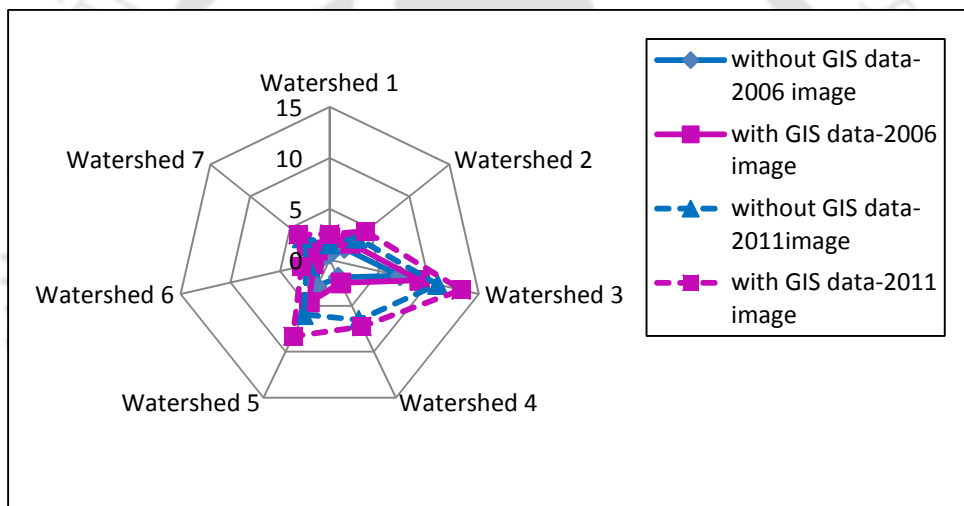 Watershed 1
Watershed 2
Watershed 3
Watershed 4
Watershed 5
Watershed 6
Watershed 7
15
10
5
0
without GIS data-
2006 image
with GIS data-2006
image
without GIS data-
2011image
with GIS data-2011
image